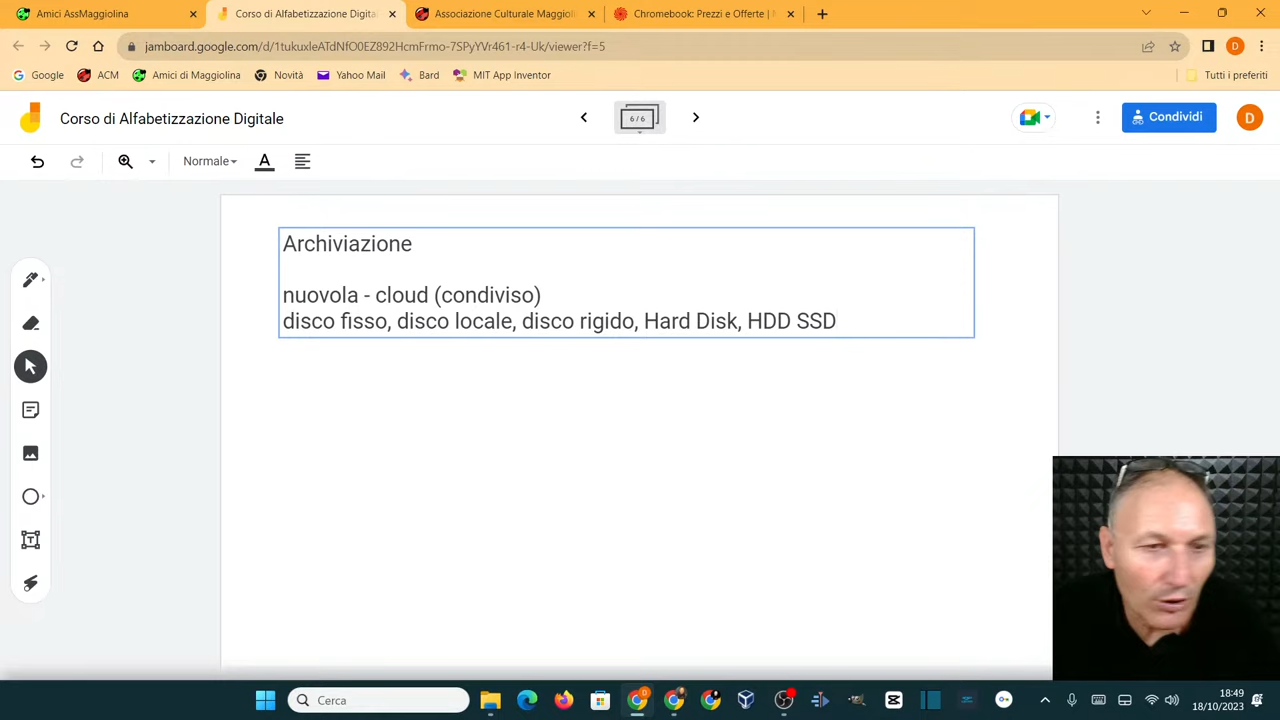 Amici AssMaggiolina
Corso di Alfabetizzazione Digita
Associazione Culturale Maggiolin
Chromebook: Prezzi e Offerte |
jamboard.google.com/d/1tukuxleATdNfO0EZ892HcmFrmo-7SPyYVr461-r4-Uk/viewer?f=5
D
Google
ACM
Amici di Maggiolina
Novità
Yahoo Mail
Bard
MIT App Inventor
Tutti i preferiti
Corso di Alfabetizzazione Digitale
6 / 6
Condividi
D
Normale
A
Archiviazione
nuovola - cloud (condiviso)
disco fisso, disco locale, disco rigido, Hard Disk, HDD SSD
Cerca
18:49
18/10/2023